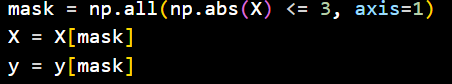 mask = np.all(np.abs(X) <= 3, axis=1)
X = X[mask]
y = y[mask]